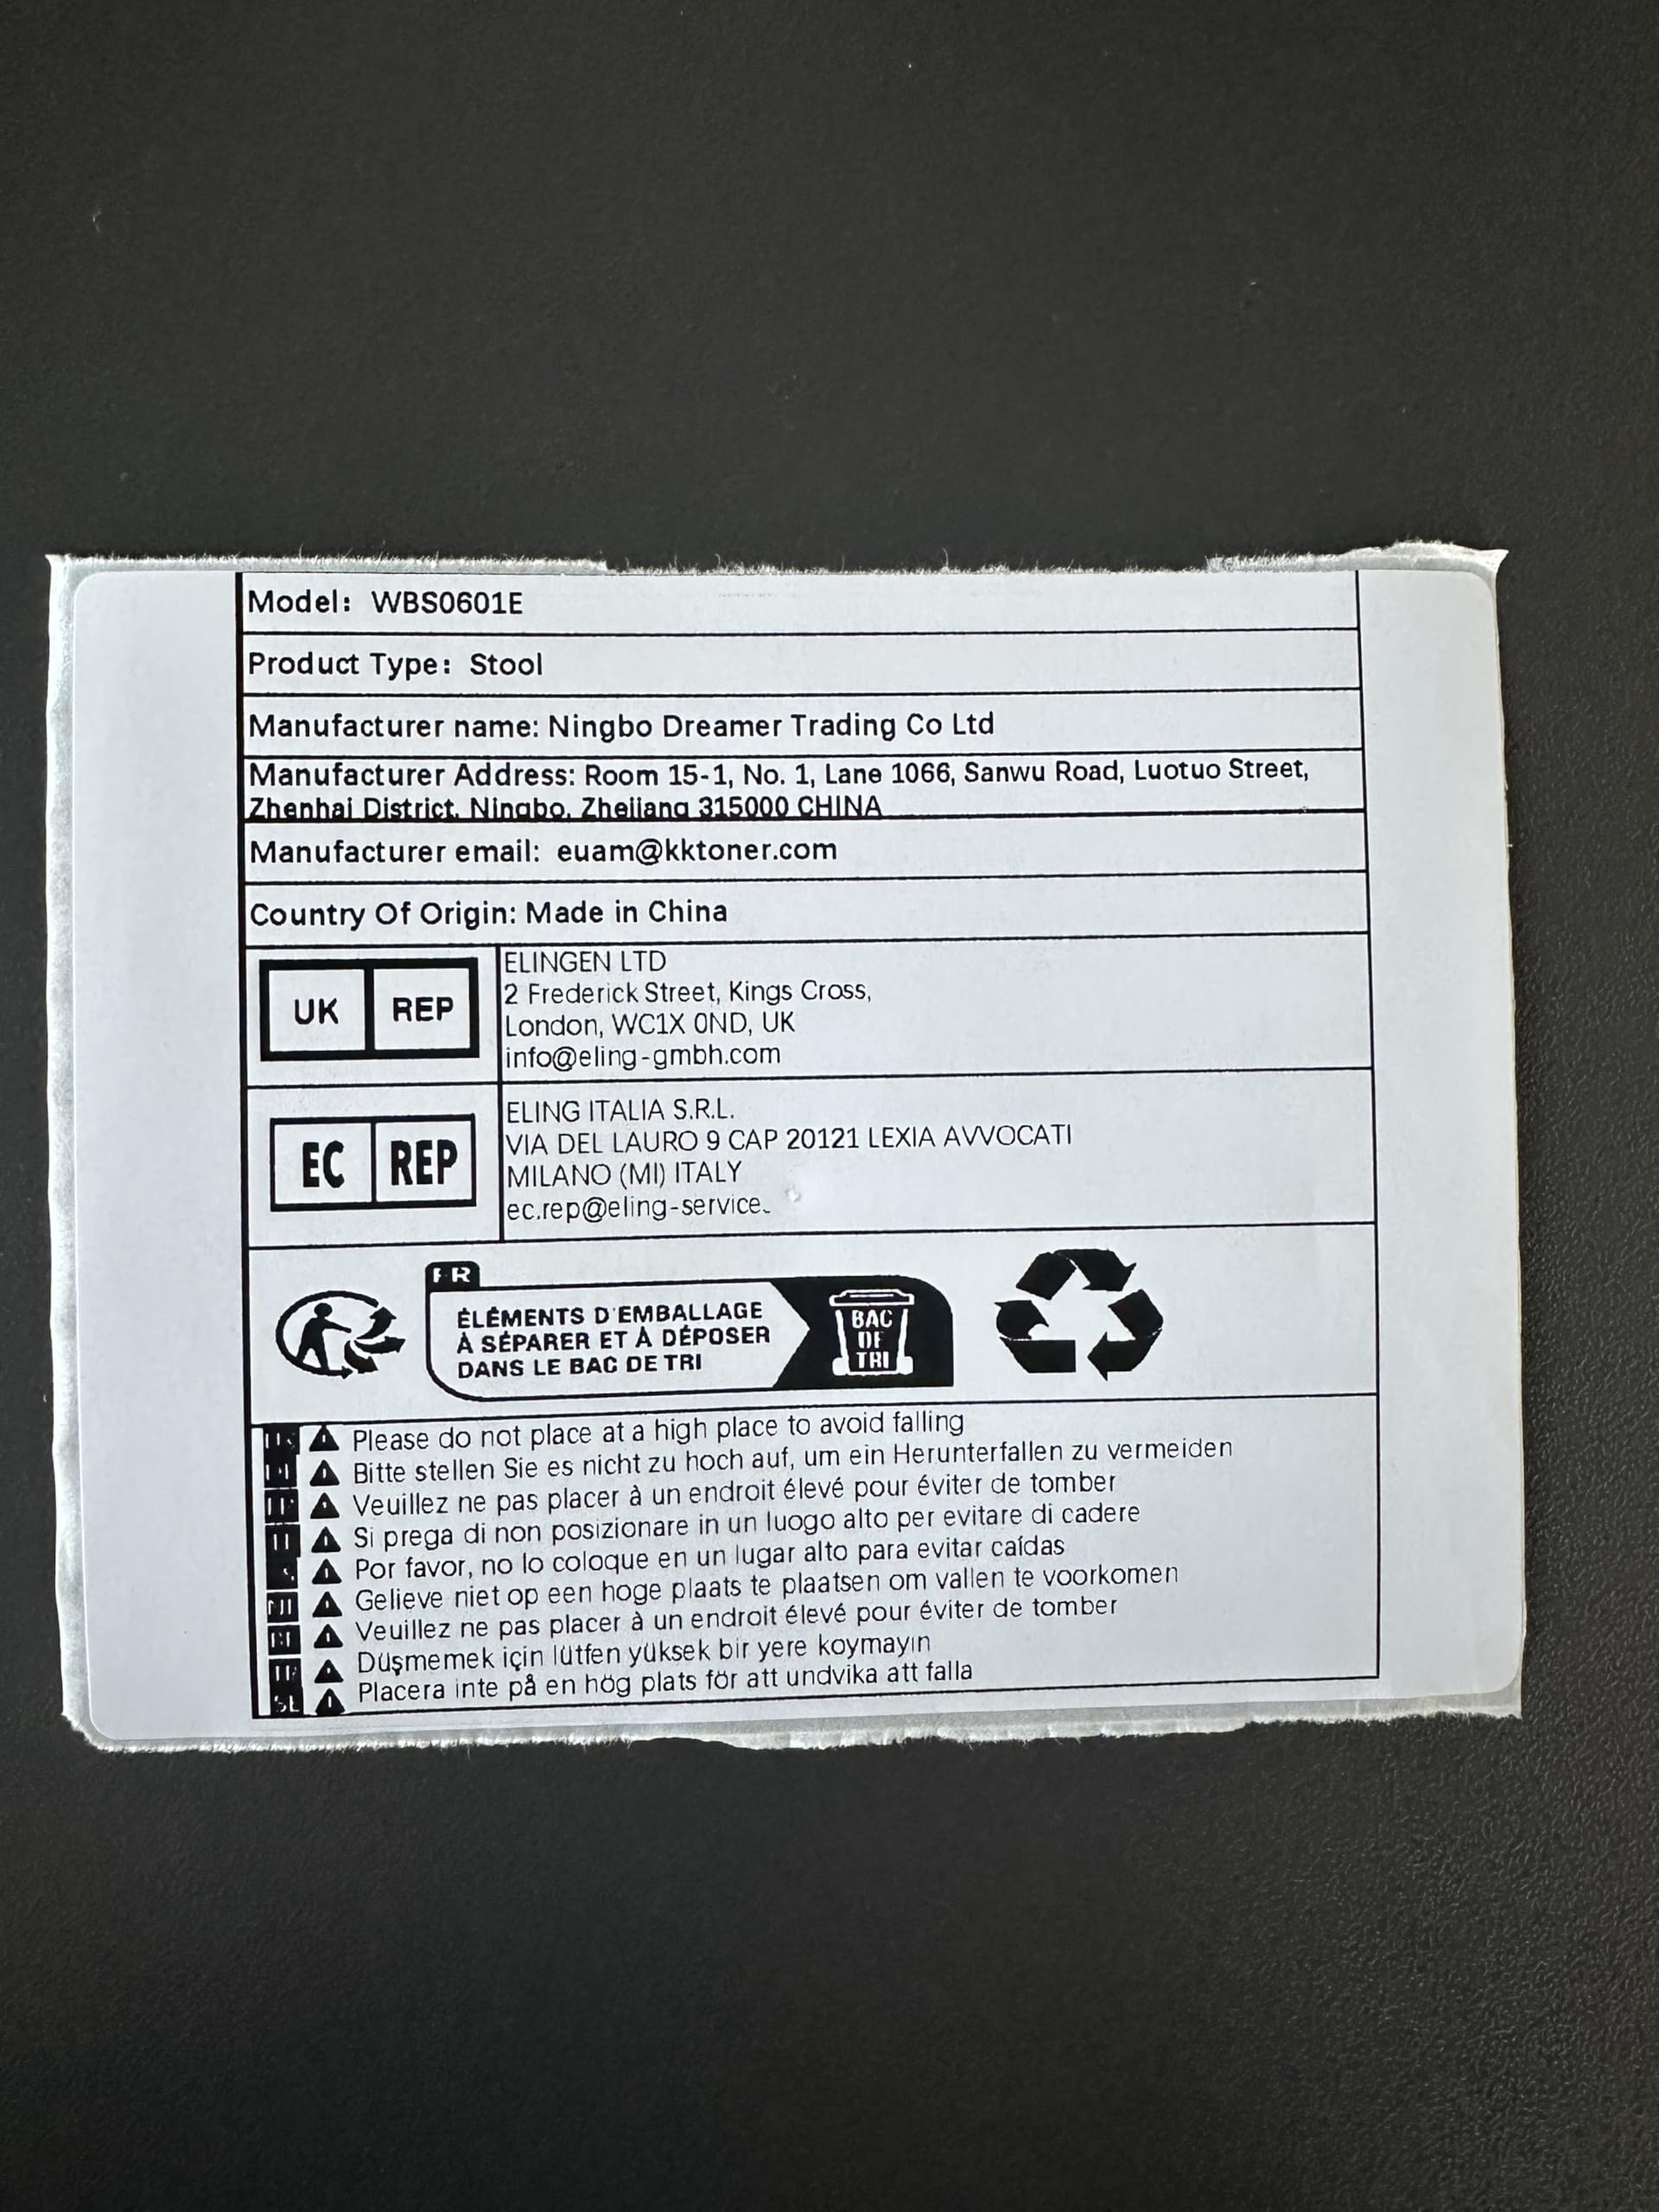 Model: WBS0601E
Product Type: Stool
Manufacturer name: Ningbo Dreamer Trading Co Ltd
Manufacturer Address: Room 15-1, No. 1, Lane 1066, Sanwu Road, Luotuo Street,
Zhenhai District, Ningbo, Zhejiang 315000 CHINA
Manufacturer email: euam@kktoner.com
Country Of Origin: Made in China
UK REP
ELINGEN LTD
2 Frederick Street, Kings Cross,
London, WC1X 0ND, UK
info@eling-gmbh.com
EC REP
ELING ITALIA S.R.L.
VIA DEL LAURO 9 CAP 20121 LEXIA AVVOCATI
MILANO (MI) ITALY
ec.rep@eling-service.
FR
ÉLÉMENTS D'EMBALLAGE
À SÉPARER ET À DÉPOSER
DANS LE BAC DE TRI
BAC
DE
TRI
Please do not place at a high place to avoid falling
Bitte stellen Sie es nicht zu hoch auf, um ein Herunterfallen zu vermeiden
Veuillez ne pas placer à un endroit élevé pour éviter de tomber
Si prega di non posizionare in un luogo alto per evitare di cadere
Por favor, no lo coloque en un lugar alto para evitar caídas
Gelieve niet op een hoge plaats te plaatsen om vallen te voorkomen
Veuillez ne pas placer à un endroit élevé pour éviter de tomber
Düşmemek için lütfen yüksek bir yere koymayın
Placera inte på en hög plats för att undvika att falla